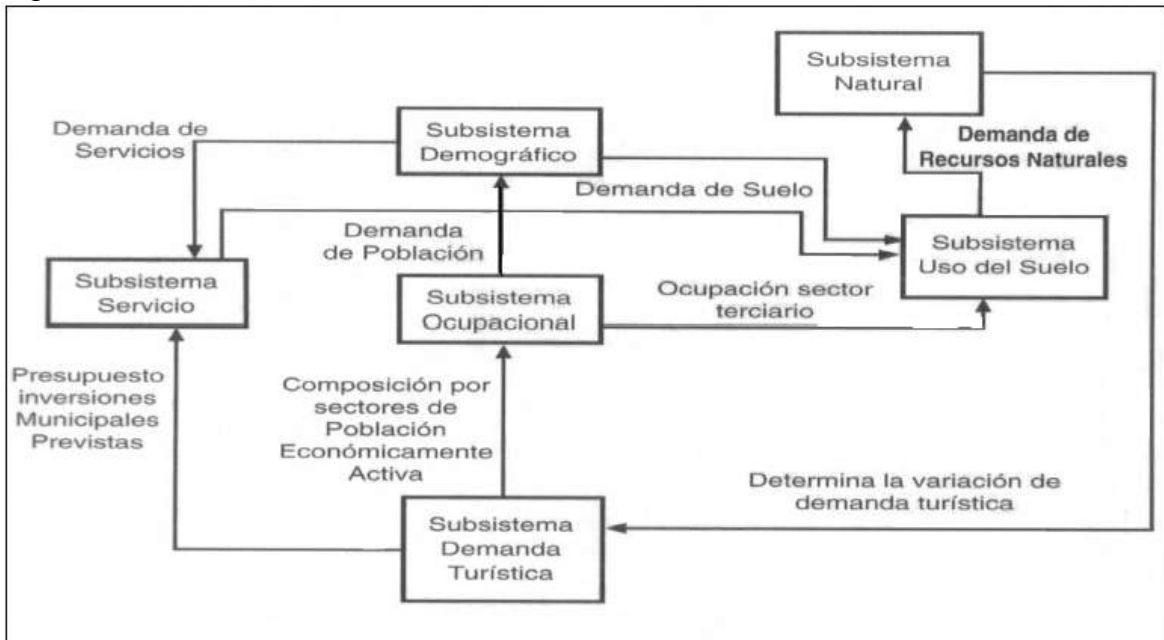 Subsistema
Natural
Demanda de
Servicios
Subsistema
Demográfico
Demanda de
Recursos Naturales
Demanda de Suelo
Demanda
de Población
Subsistema
Uso del Suelo
Subsistema
Servicio
Subsistema
Ocupacional
Ocupación sector
terciario
Presupuesto
inversiones
Municipales
Previstas
Composición por
sectores de
Población
Económicamente
Activa
Determina la variación de
demanda turística
Subsistema
Demanda
Turística